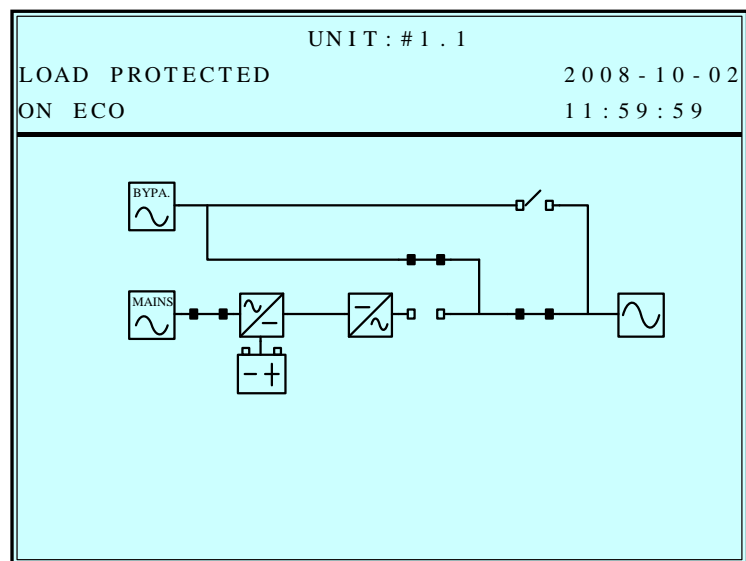 UNIT:#1.1
LOAD PROTECTED 2008-10-02
ON ECO 11:59:59
BYPA.
MAINS